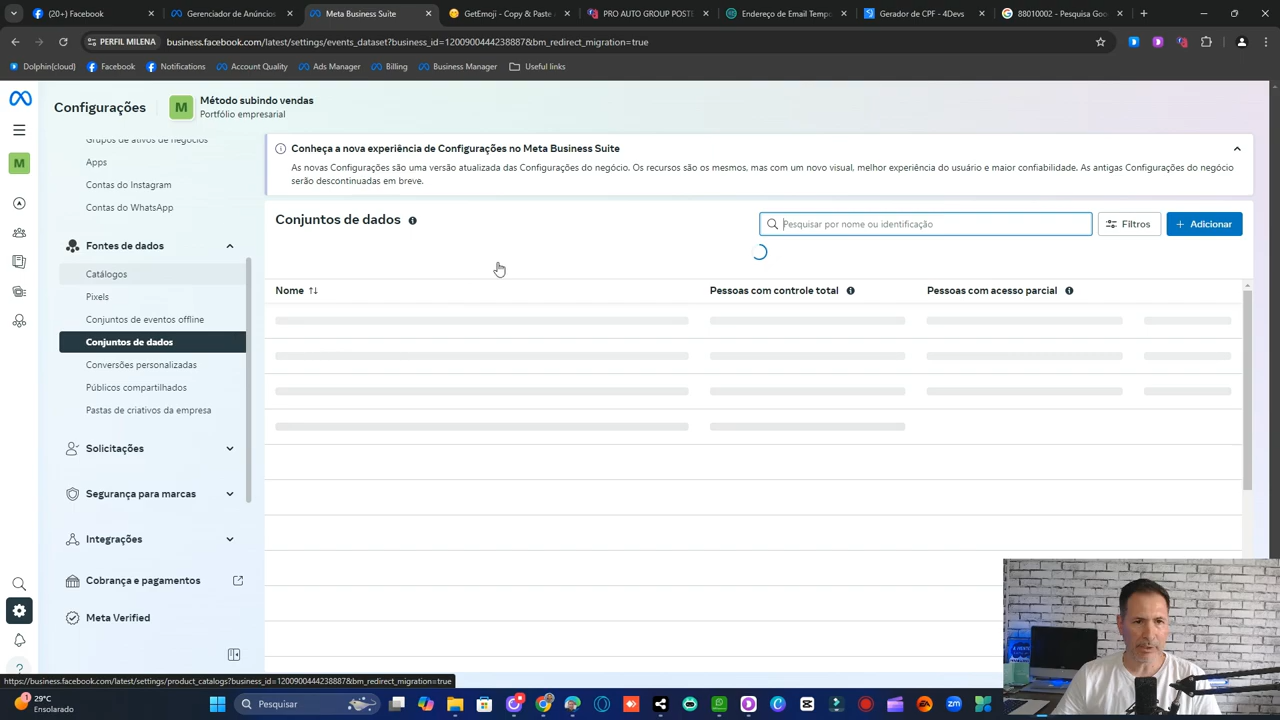 (20+) Facebook
Gerenciador de Anúncios
Meta Business Suite
GetEmoji - Copy & Paste
PRO AUTO GROUP POSTE
Endereço de Email Tempo
Gerador de CPF - 4Devs
88010002 - Pesquisa Goo
PERFIL MILENA
business.facebook.com/latest/settings/events_dataset?business_id=1200900444238887&bm_redirect_migration=true
Dolphin{cloud}
Facebook
Notifications
Account Quality
Ads Manager
Billing
Business Manager
Useful links
Configurações
M
Método subindo vendas
Portfólio empresarial
M
Grupos de ativos de negócios
Apps
Contas do Instagram
Contas do WhatsApp
Fontes de dados
Catálogos
Pixels
Conjuntos de eventos offline
Conjuntos de dados
Conversões personalizadas
Públicos compartilhados
Pastas de criativos da empresa
Solicitações
Segurança para marcas
Integrações
Cobrança e pagamentos
Meta Verified
Conheça a nova experiência de Configurações no Meta Business Suite
As novas Configurações são uma versão atualizada das Configurações do negócio. Os recursos são os mesmos, mas com um novo visual, melhor experiência do usuário e maior confiabilidade. As antigas Configurações do negócio
serão descontinuadas em breve.
Conjuntos de dados
Pesquisar por nome ou identificação
Filtros
+ Adicionar
Nome
Pessoas com controle total
Pessoas com acesso parcial
https://business.facebook.com/latest/settings/product_catalogs?business_id=1200900444238887&bm_redirect_migration=true
1
29°C
Ensolarado
Pesquisar
EA
zm